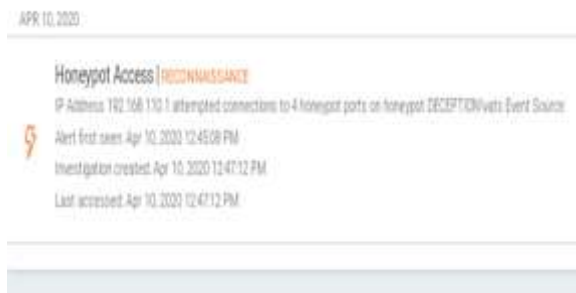 APR 10, 2020
Honeypot Access | RECONNAISSANCE
IP Address 192.168.110.1 attempted connections to 4 honeypot ports on honeypot Event Source
Alert first seen: Apr 10, 2020 12:45:08 PM
Investigation created: Apr 10, 2020 12:47:12 PM
Last accessed: Apr 10, 2020 12:47:12 PM